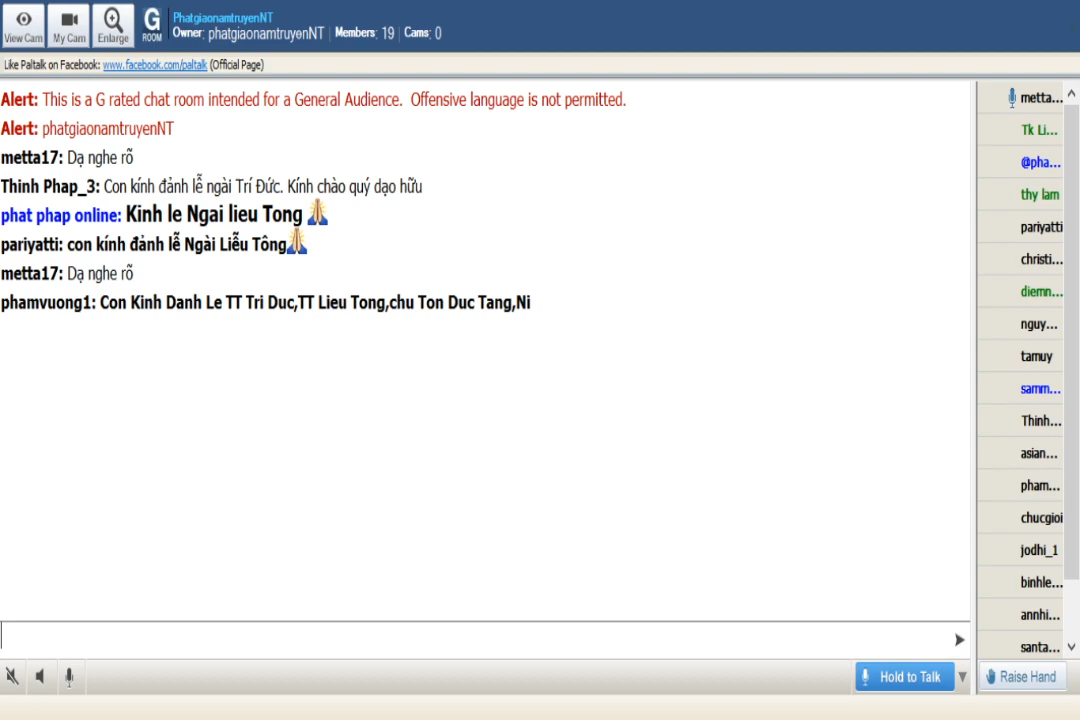 View Cam
My Cam
Enlarge
G
ROOM
PhatgiaonamtruyenNT
Owner: phatgiaonamtruyenNT | Members: 19 | Cams: 0
Like Paltalk on Facebook: www.facebook.com/paltalk (Official Page)
Alert: This is a G rated chat room intended for a General Audience. Offensive language is not permitted.
Alert: phatgiaonamtruyenNT
metta17: Dạ nghe rõ
Thinh Phap_3: Con kính đảnh lễ ngài Trí Đức. Kính chào quý dạo hữu
phat phap online: Kinh le Ngai lieu Tong
pariyatti: con kính đảnh lễ Ngài Liễu Tông
metta17: Dạ nghe rõ
phamvuong1: Con Kinh Danh Le TT Tri Duc,TT Lieu Tong,chu Ton Duc Tang,Ni
metta...
Tk Li...
@pha...
thy lam
pariyatti
christi...
diemn...
nguy...
tamuy
samm...
Thinh...
asian...
pham...
chucgioi
jodhi_1
binhle...
annhi...
santa...
Hold to Talk
Raise Hand